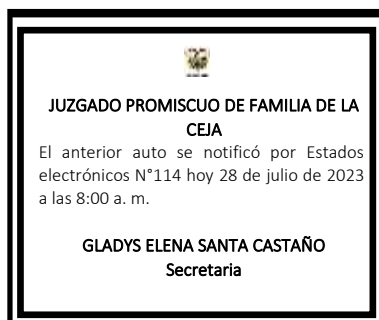 JUZGADO PROMISCUO DE FAMILIA DE LA
CEJA
El anterior auto se notificó por Estados
electrónicos N°114 hoy 28 de julio de 2023
a las 8:00 a. m.
GLADYS ELENA SANTA CASTAÑO
Secretaria